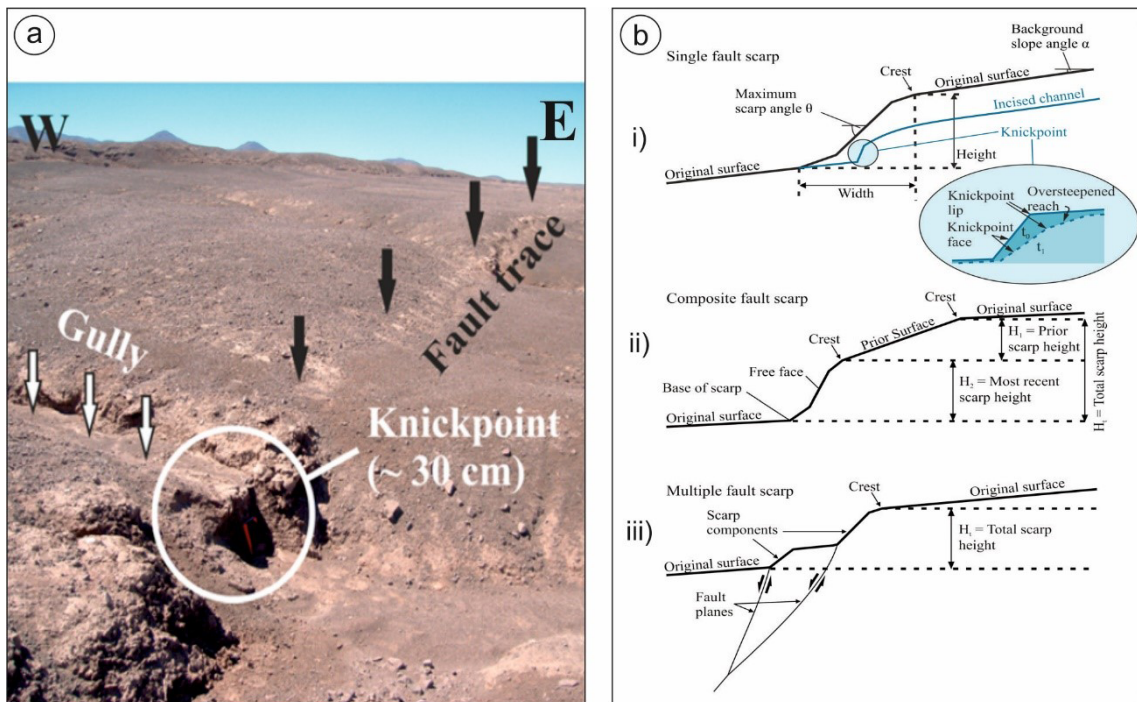 a
W
E
Fault trace
Gully
Knickpoint
(~ 30 cm)
b
i)
Single fault scarp
Background
slope angle α
Crest
Original surface
Maximum
scarp angle θ
Incised channel
Knickpoint
Height
Original surface
Width
Knickpoint
lip
Oversteepened
reach
Knickpoint
face
t₀
t₁
ii)
Composite fault scarp
Crest
Original surface
Prior Surface
Crest
H₁ = Prior
scarp height
Free face
H₂ = Most recent
scarp height
Base of scarp
Original surface
Hₜ = Total scarp height
iii)
Multiple fault scarp
Crest
Original surface
Scarp
components
Hₜ = Total scarp
height
Original surface
Fault
planes